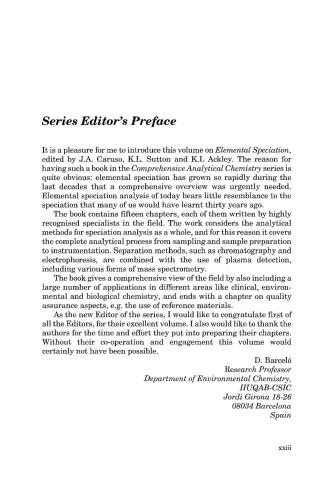 Series Editor's Preface
It is a pleasure for me to introduce this volume on Elemental Speciation,
edited by J.A. Caruso, K.L. Sutton and K.L Ackley. The reason for
having such a book in the Comprehensive Analytical Chemistry series is
quite obvious: elemental speciation has grown so rapidly during the
last decades that a comprehensive overview was urgently needed.
Elemental speciation analysis of today bears little resemblance to the
speciation that many of us would have learnt thirty years ago.
The book contains fifteen chapters, each of them written by highly
recognised specialists in the field. The work considers the analytical
methods for speciation analysis as a whole, and for this reason it covers
the complete analytical process from sampling and sample preparation
to instrumentation. Separation methods, such as chromatography and
electrophoresis, are combined with the use of plasma detection,
including various forms of mass spectrometry.
The book gives a comprehensive view of the field by also including a
large number of applications in different areas like clinical, environ-
mental and biological chemistry, and ends with a chapter on quality
assurance aspects, e.g. the use of reference materials.
As the new Editor of the series, I would like to congratulate first of
all the Editors, for their excellent volume. I also would like to thank the
authors for the time and effort they put into preparing their chapters.
Without their co-operation and engagement this volume would
certainly not have been possible.
D. Barceló
Research Professor
Department of Environmental Chemistry,
IIUQAB-CSIC
Jordi Girona 18-26
08034 Barcelona
Spain
xxiii